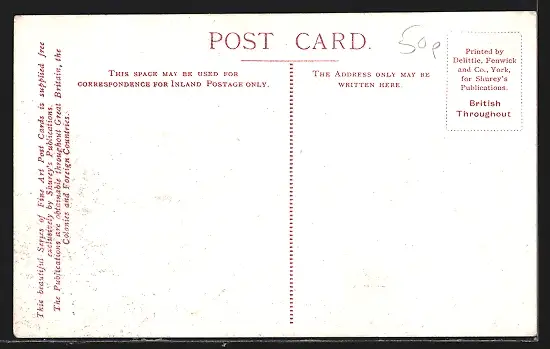 POST CARD.
50p
Printed by
Delittle, Fenwick
and Co., York,
for Shurey's
Publications.
British
Throughout
THIS SPACE MAY BE USED FOR
CORRESPONDENCE FOR INLAND POSTAGE ONLY.
THE ADDRESS ONLY MAY BE
WRITTEN HERE.
This beautiful Series of Fine Art Post Cards is supplied free
exclusively by Shurey's Publications.
The Publications are obtainable throughout Great Britain, the
Colonies and Foreign Countries.